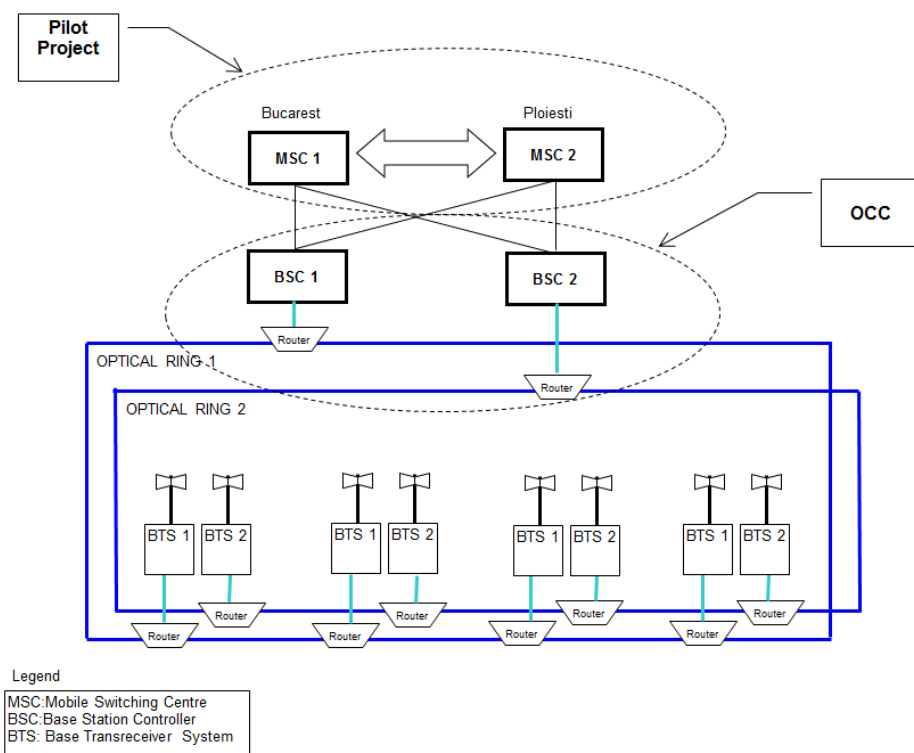 Pilot
Project
Bucarest
Ploiesti
MSC 1
MSC 2
OCC
BSC 1
BSC 2
Router
OPTICAL RING 1
Router
OPTICAL RING 2
BTS 1
BTS 2
BTS 1
BTS 2
BTS 1
BTS 2
BTS 1
BTS 2
Router
Router
Router
Router
Router
Router
Router
Router
Legend
MSC:Mobile Switching Centre
BSC:Base Station Controller
BTS: Base Transreceiver System